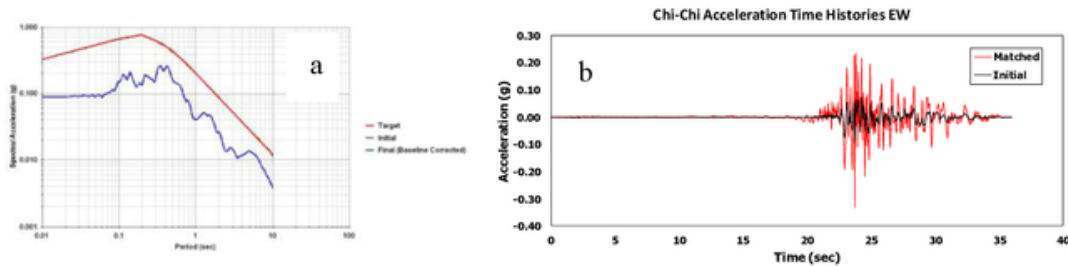 Chi-Chi Acceleration Time Histories EW
1.000
0.100
0.010
0.001
Spectral Acceleration (g)
a
0.01
0.1
1
10
100
Period (sec)
Target
Initial
Final (Baseline Corrected)
0.30
0.20
0.10
0.00
-0.10
-0.20
-0.30
-0.40
Acceleration (g)
b
Matched
Initial
0
5
10
15
20
25
30
35
40
Time (sec)